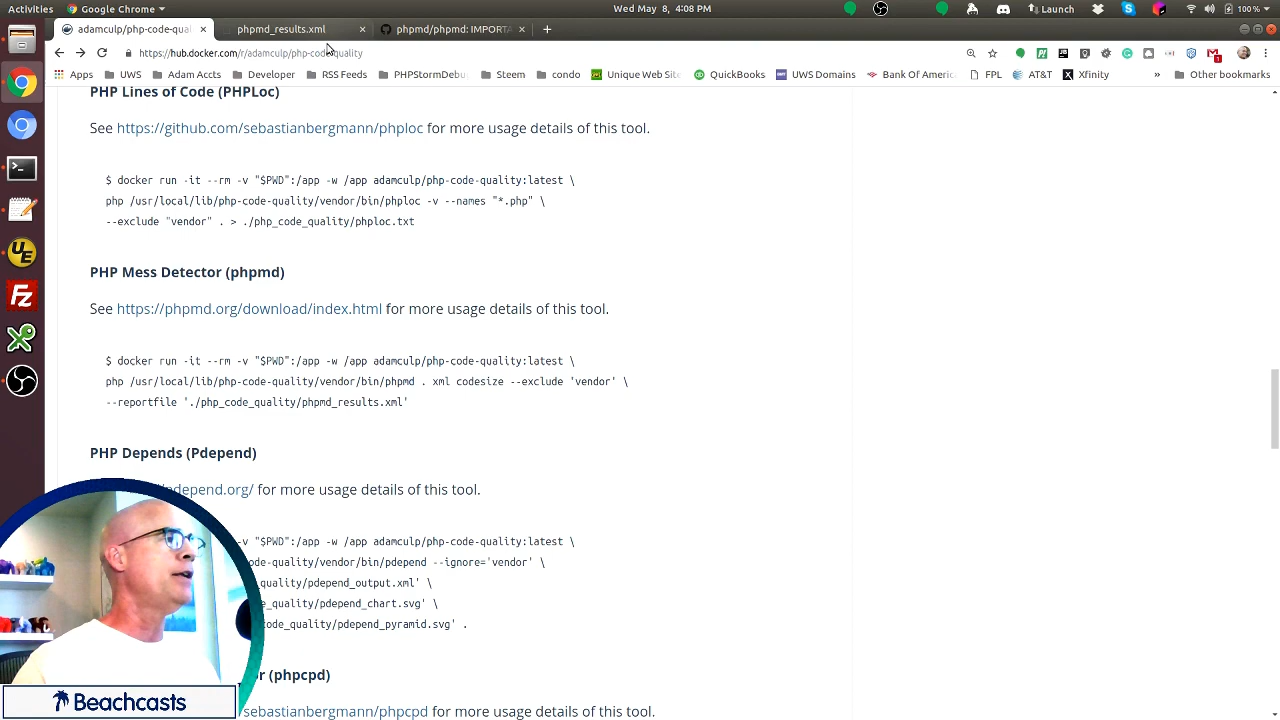 Activities Google Chrome Wed May 8, 4:08 PM Launch 100%
adamculp/php-code-qual phpmd_results.xml phpmd/phpmd: IMPORTA
https://hub.docker.com/r/adamculp/php-code-quality
Apps UWS Adam Accts Developer RSS Feeds PHPStormDebu Steem condo Unique Web Site QuickBooks UWS Domains Bank Of Americ FPL AT&T Xfinity » Other bookmarks
PHP Lines of Code (PHPLoc)
See https://github.com/sebastianbergmann/phploc for more usage details of this tool.
$ docker run -it --rm -v "$PWD":/app -w /app adamculp/php-code-quality:latest \
php /usr/local/lib/php-code-quality/vendor/bin/phploc -v --names "*.php" \
--exclude "vendor" . > ./php_code_quality/phploc.txt
PHP Mess Detector (phpmd)
See https://phpmd.org/download/index.html for more usage details of this tool.
$ docker run -it --rm -v "$PWD":/app -w /app adamculp/php-code-quality:latest \
php /usr/local/lib/php-code-quality/vendor/bin/phpmd . xml codesize --exclude 'vendor' \
--reportfile './php_code_quality/phpmd_results.xml'
PHP Depends (Pdepend)
depend.org/ for more usage details of this tool.
-v "$PWD":/app -w /app adamculp/php-code-quality:latest \
de-quality/vendor/bin/pdepend --ignore='vendor' \
_quality/pdepend_output.xml' \
e_quality/pdepend_chart.svg' \
code_quality/pdepend_pyramid.svg' .
or (phpcpd)
sebastianbergmann/phpcpd for more usage details of this tool.
Beachcasts